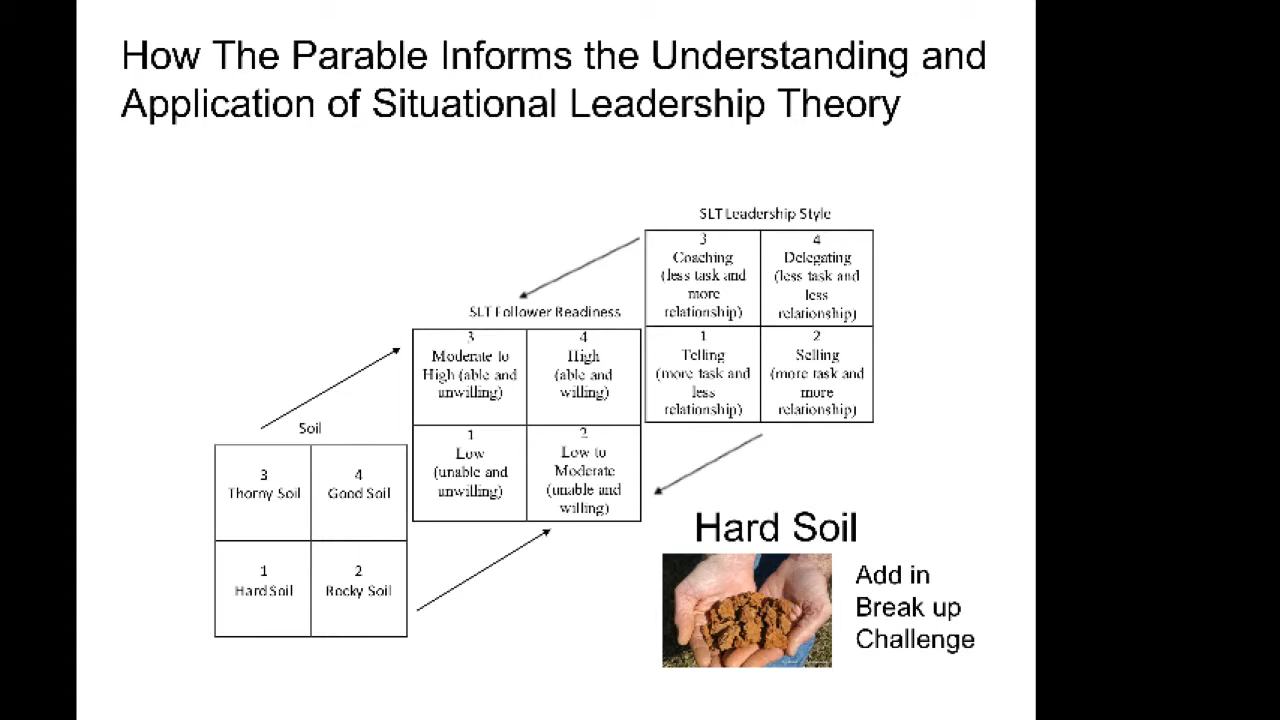 How The Parable Informs the Understanding and
Application of Situational Leadership Theory
SLT Leadership Style
3
Coaching
(less task and
more
relationship)
4
Delegating
(less task and
less
relationship)
1
Telling
(more task and
less
relationship)
2
Selling
(more task and
more
relationship)
SLT Follower Readiness
3
Moderate to
High (able and
unwilling)
4
High
(able and
willing)
1
Low
(unable and
unwilling)
2
Low to
Moderate
(unable and
willing)
Soil
3
Thorny Soil
4
Good Soil
1
Hard Soil
2
Rocky Soil
Hard Soil
Add in
Break up
Challenge